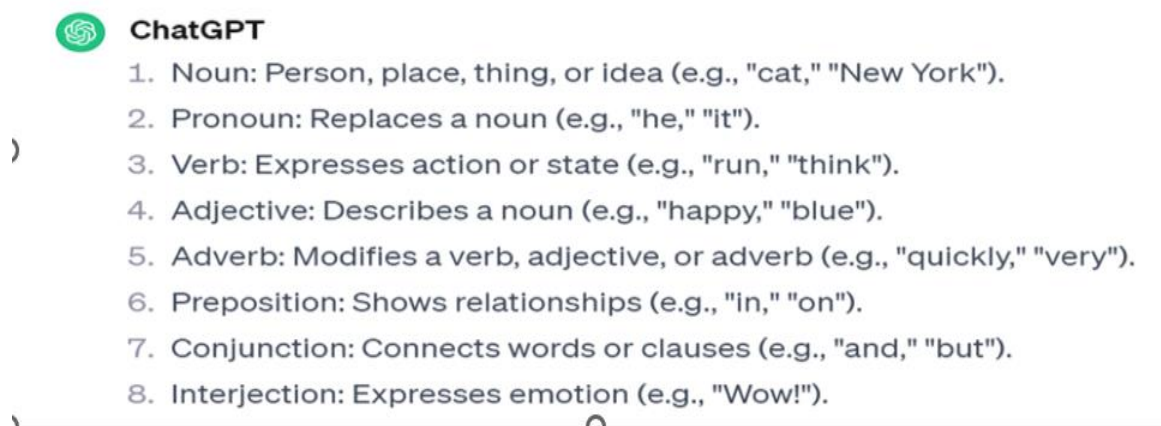 ChatGPT
1. Noun: Person, place, thing, or idea (e.g., "cat," "New York").
2. Pronoun: Replaces a noun (e.g., "he," "it").
3. Verb: Expresses action or state (e.g., "run," "think").
4. Adjective: Describes a noun (e.g., "happy," "blue").
5. Adverb: Modifies a verb, adjective, or adverb (e.g., "quickly," "very").
6. Preposition: Shows relationships (e.g., "in," "on").
7. Conjunction: Connects words or clauses (e.g., "and," "but").
8. Interjection: Expresses emotion (e.g., "Wow!").